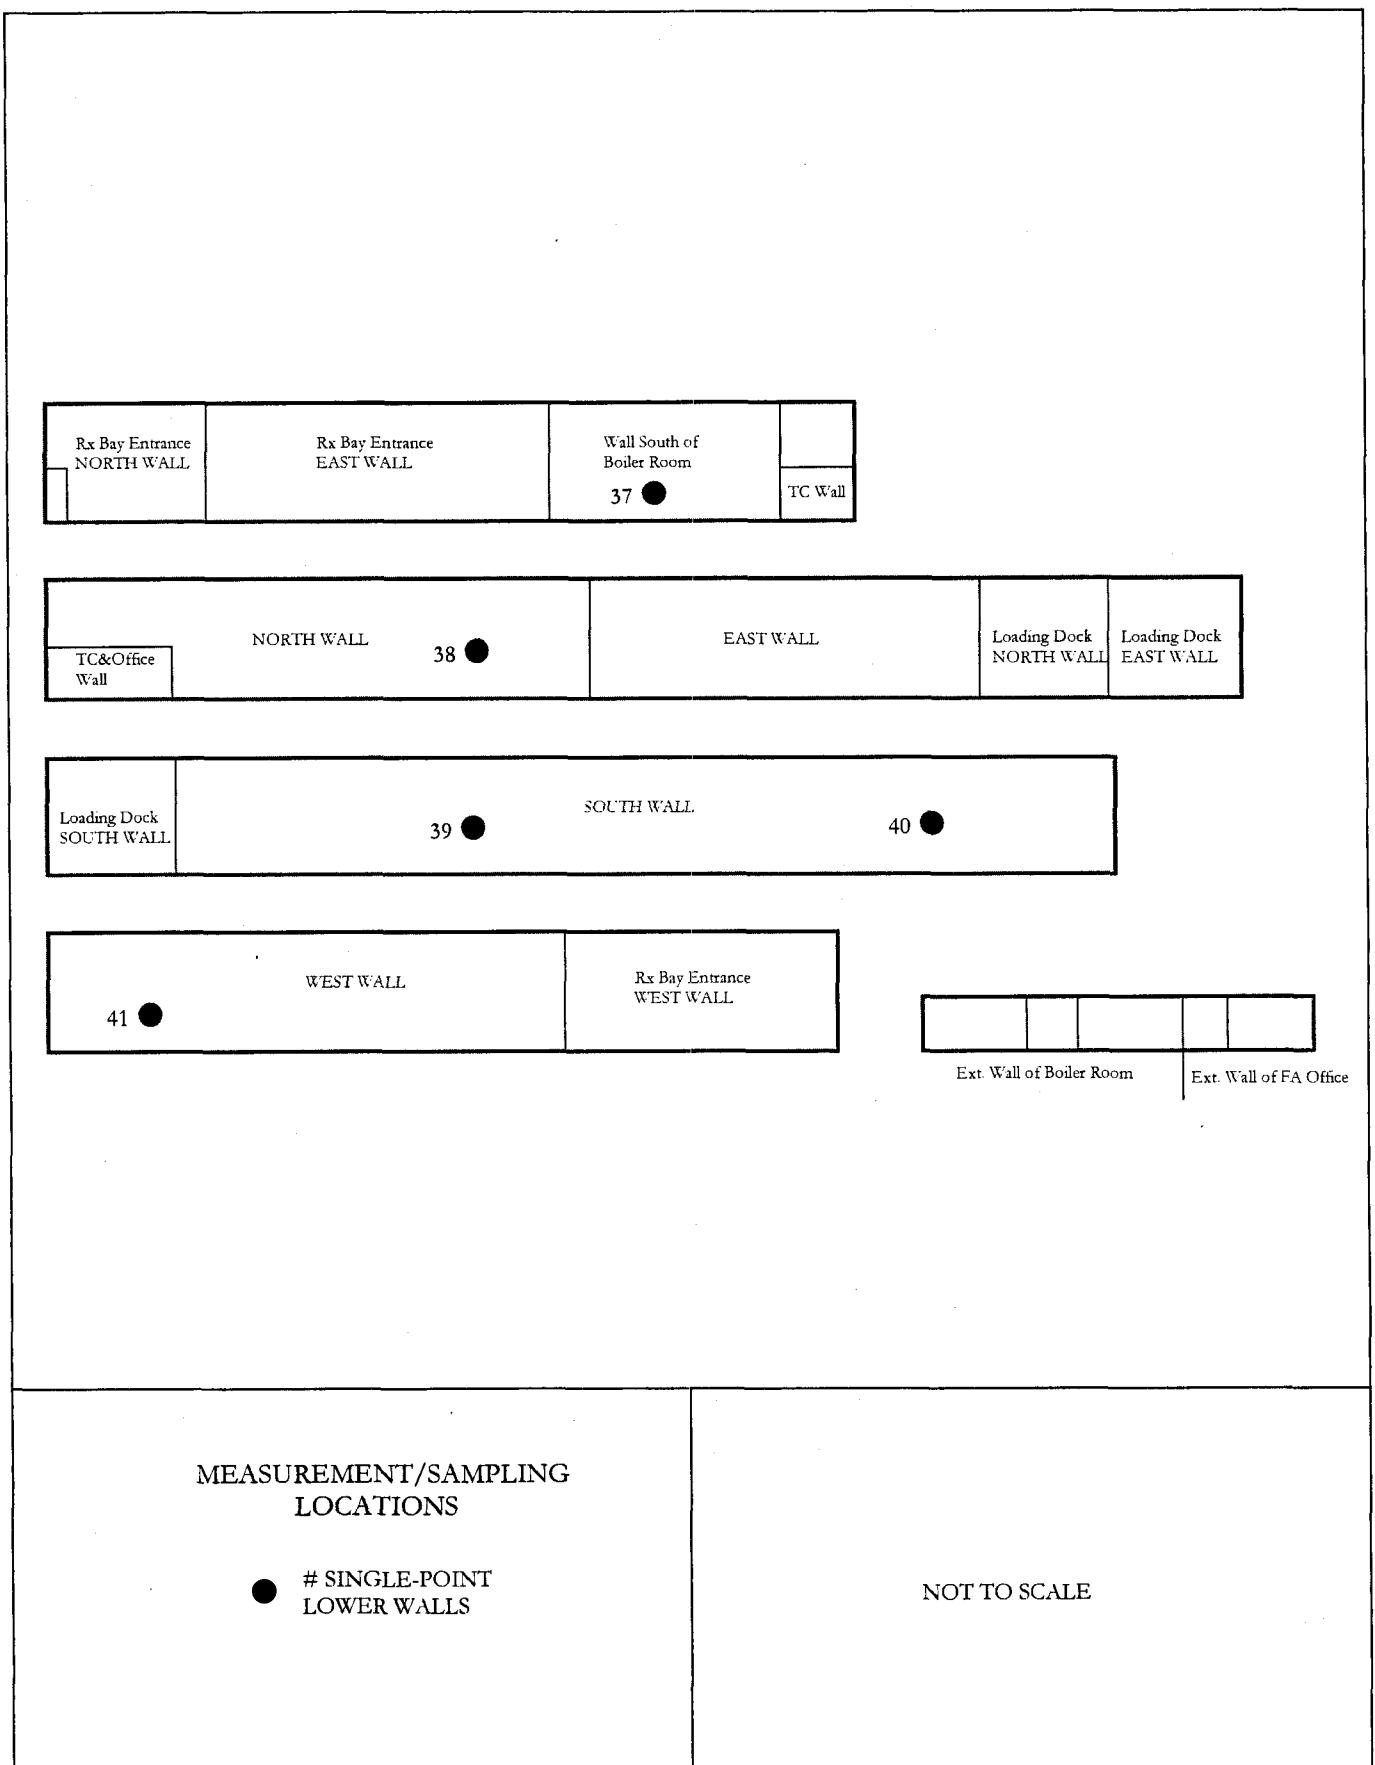 Rx Bay Entrance
NORTH WALL
Rx Bay Entrance
EAST WALL
Wall South of
Boiler Room
37
TC Wall
NORTH WALL
38
TC&Office
Wall
EAST WALL
Loading Dock
NORTH WALL
Loading Dock
EAST WALL
Loading Dock
SOUTH WALL
39
SOUTH WALL
40
WEST WALL
41
Rx Bay Entrance
WEST WALL
Ext. Wall of Boiler Room
Ext. Wall of FA Office
MEASUREMENT/SAMPLING
LOCATIONS
# SINGLE-POINT
LOWER WALLS
NOT TO SCALE